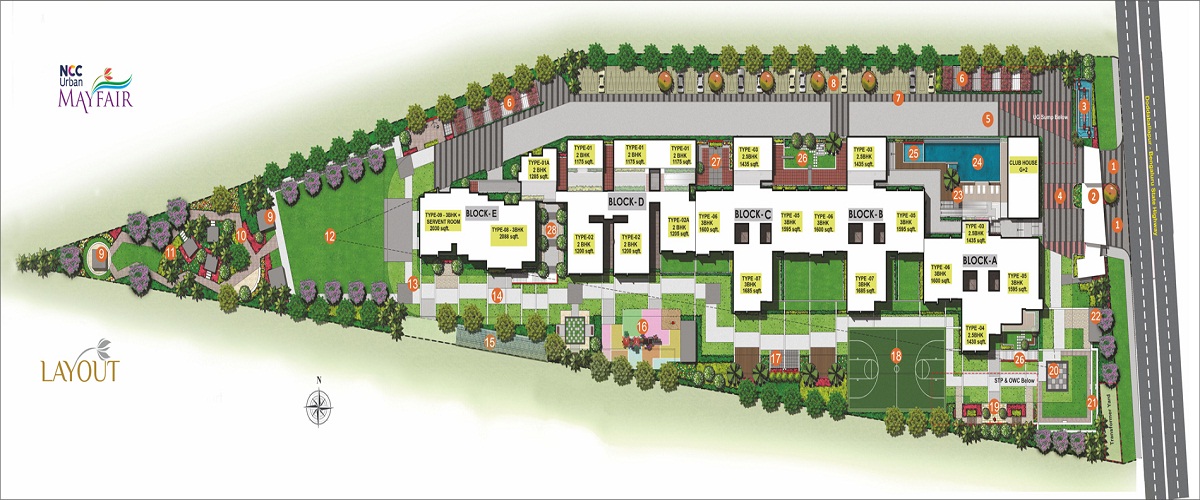 NCC
Urban
MAYFAIR
LAYOUT
N
6
8
6
7
5
UG Sump Below
3
1
2
1
4
Doddaballapur - Bengaluru State Highway
CLUB HOUSE
G+2
25
24
23
26
27
28
9
10
11
9
12
13
14
15
16
17
18
19
20
21
22
26
STP & OWC Below
Transformer Yard
BLOCK- E
TYPE-09 - 3BHK +
SERVENT ROOM
2030 sqft.
TYPE-08 - 3BHK
2088 sqft.
TYPE-01A
2 BHK
1205 sqft.
TYPE-01
2 BHK
1175 sqft.
TYPE-01
2 BHK
1175 sqft.
TYPE-01
2 BHK
1175 sqft.
BLOCK- D
TYPE-02
2 BHK
1200 sqft.
TYPE-02
2 BHK
1200 sqft.
TYPE-02A
2 BHK
1205 sqft.
TYPE-03
2.5BHK
1435 sqft.
BLOCK- C
TYPE-06
3BHK
1600 sqft.
TYPE-05
3BHK
1595 sqft.
TYPE-07
3BHK
1685 sqft.
TYPE-03
2.5BHK
1435 sqft.
BLOCK- B
TYPE-06
3BHK
1600 sqft.
TYPE-05
3BHK
1595 sqft.
TYPE-07
3BHK
1685 sqft.
TYPE-03
2.5BHK
1435 sqft.
BLOCK- A
TYPE-06
3BHK
1600 sqft.
TYPE-05
3BHK
1595 sqft.
TYPE -04
2.5BHK
1430 sqft.